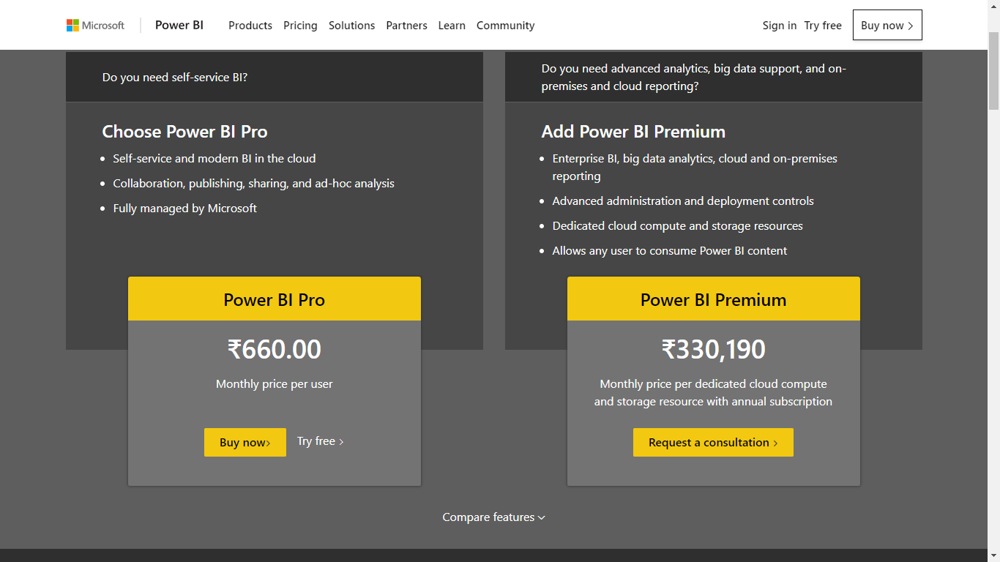 Microsoft
Power BI
Products Pricing Solutions Partners Learn Community
Sign in Try free Buy now
Do you need self-service BI?
Choose Power BI Pro
Self-service and modern BI in the cloud
Collaboration, publishing, sharing, and ad-hoc analysis
Fully managed by Microsoft
Power BI Pro
₹660.00
Monthly price per user
Buy now
Try free
Do you need advanced analytics, big data support, and on-
premises and cloud reporting?
Add Power BI Premium
Enterprise BI, big data analytics, cloud and on-premises
reporting
Advanced administration and deployment controls
Dedicated cloud compute and storage resources
Allows any user to consume Power BI content
Power BI Premium
₹330,190
Monthly price per dedicated cloud compute
and storage resource with annual subscription
Request a consultation
Compare features